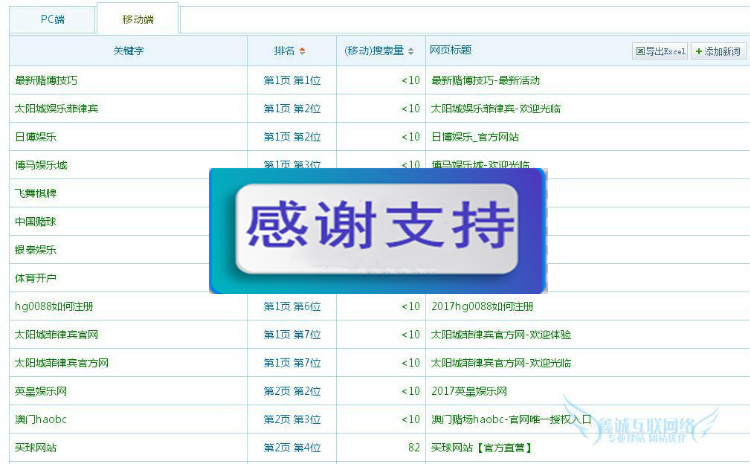 PC端 移动端
关键字 排名 (移动)搜索量 网页标题 导出Excel +添加新词
最新赌博技巧 第1页 第1位 <10 最新赌博技巧-最新活动
太阳城娱乐菲律宾 第1页 第2位 <10 太阳城娱乐菲律宾-欢迎光临
日博娱乐 第1页 第2位 <10 日博娱乐_官方网站
博马娱乐城 第1页 第3位 <10 博马娱乐城-欢迎光临
飞舞棋牌
中国赌球
银泰娱乐
体育开户
感谢支持
hg0088如何注册 第1页 第6位 <10 2017hg0088如何注册
太阳城菲律宾官网 第1页 第7位 <10 太阳城菲律宾官方网-欢迎体验
太阳城菲律宾官方网 第1页 第7位 <10 太阳城菲律宾官方网-欢迎光临
英皇娱乐网 第2页 第2位 <10 2017英皇娱乐网
澳门haobc 第2页 第3位 <10 澳门赌场haobc-官网唯一授权入口
买球网站 第2页 第4位 82 买球网站【官方直营】
鑫诚互联网络
专业建站 网站优化